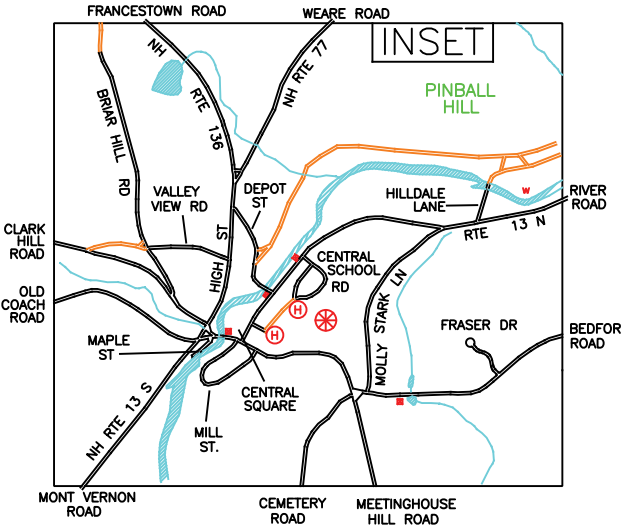 FRANCESTOWN ROAD
WEARE ROAD
INSET
NH RTE 136
NH RTE 77
PINBALL
HILL
BRIAR HILL RD
VALLEY
VIEW RD
DEPOT
ST
HILLDALE
LANE
w
RIVER
ROAD
RTE 13 N
CLARK
HILL
ROAD
HIGH ST
CENTRAL
SCHOOL
RD
OLD
COACH
ROAD
H
H
MOLLY STARK LN
FRASER DR
BEDFOR
ROAD
MAPLE
ST
CENTRAL
SQUARE
MILL
ST.
NH RTE 13 S
MONT VERNON
ROAD
CEMETERY
ROAD
MEETINGHOUSE
HILL ROAD